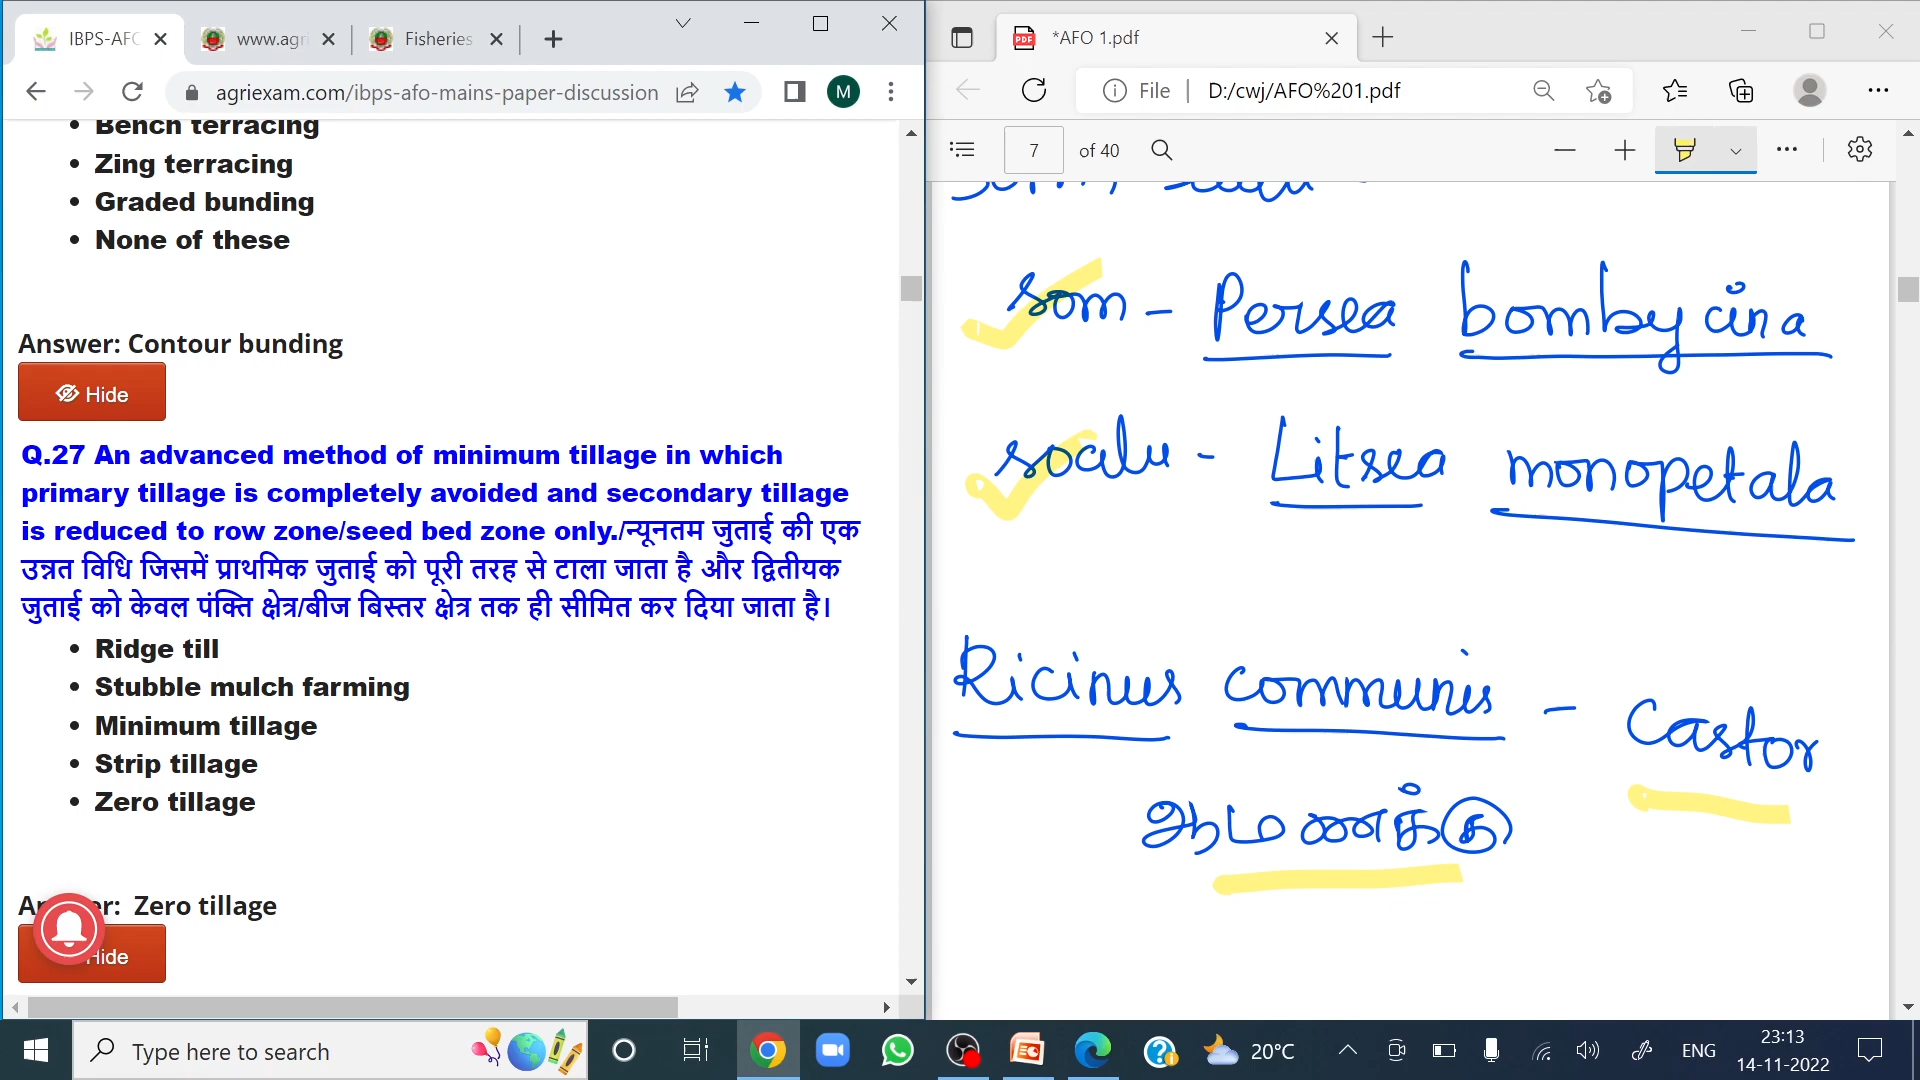 IBPS-AFC
www.agri
Fisheries
agriexam.com/ibps-afo-mains-paper-discussion
M
Bench terracing
Zing terracing
Graded bunding
None of these
Answer: Contour bunding
Hide
Q.27 An advanced method of minimum tillage in which
primary tillage is completely avoided and secondary tillage
is reduced to row zone/seed bed zone only./न्यूनतम जुताई की एक
उन्नत विधि जिसमें प्राथमिक जुताई को पूरी तरह से टाला जाता है और द्वितीयक
जुताई को केवल पंक्ति क्षेत्र/बीज बिस्तर क्षेत्र तक ही सीमित कर दिया जाता है।
Ridge till
Stubble mulch farming
Minimum tillage
Strip tillage
Zero tillage
Zero tillage
Hide
*AFO 1.pdf
File | D:/cwj/AFO%201.pdf
7 of 40
som - Persea bombycina
soalu - Litsea monopetala
Ricinus communis - Castor
ஆமணக்கு
Type here to search
20°C
ENG
23:13
14-11-2022